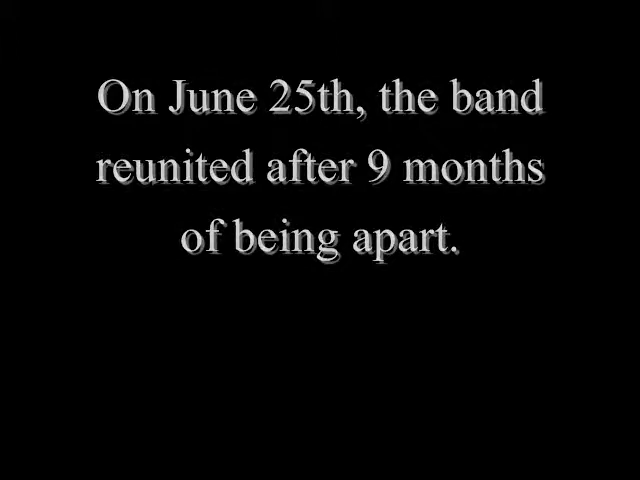 On June 25th, the band
reunited after 9 months
of being apart.